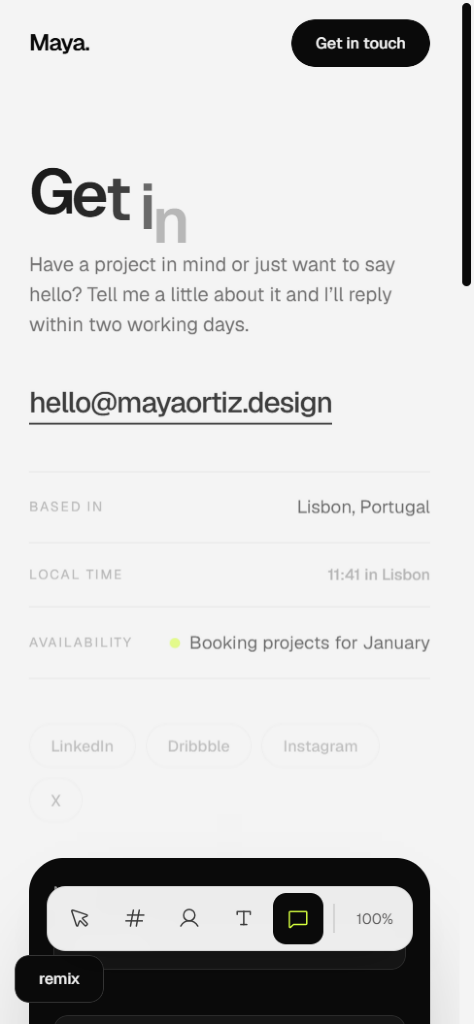 Maya.
Get in touch
Get in
Have a project in mind or just want to say
hello? Tell me a little about it and I'll reply
within two working days.
hello@mayaortiz.design
BASED IN
Lisbon, Portugal
LOCAL TIME
11:41 in Lisbon
AVAILABILITY
Booking projects for January
LinkedIn
Dribbble
Instagram
X
T
100%
remix